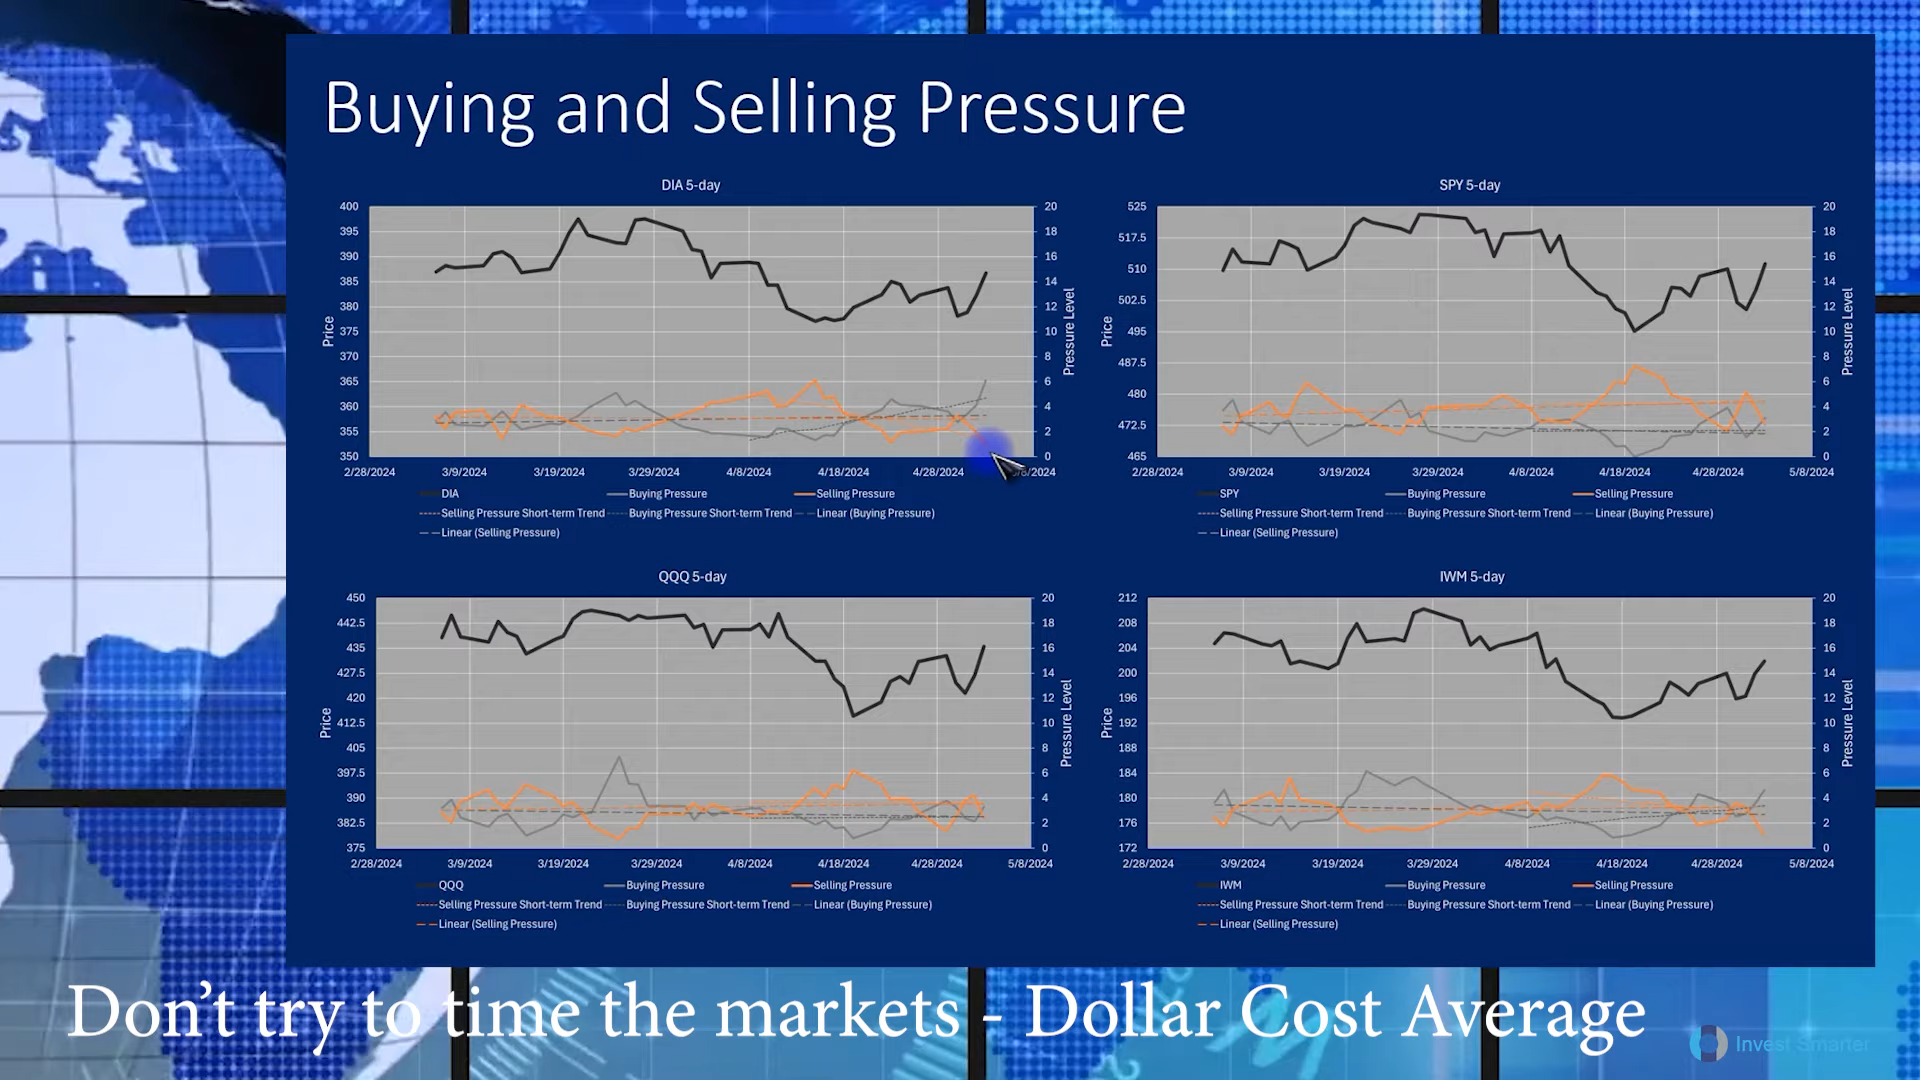 Buying and Selling Pressure
DIA 5-day
400
395
390
385
380
375
370
365
360
355
350
20
18
16
14
12
10
8
6
4
2
0
Price
Pressure Level
2/28/2024 3/9/2024 3/19/2024 3/29/2024 4/8/2024 4/18/2024 4/28/2024
DIA Buying Pressure Selling Pressure
Selling Pressure Short-term Trend Buying Pressure Short-term Trend Linear (Buying Pressure)
Linear (Selling Pressure)
SPY 5-day
525
517.5
510
502.5
495
487.5
480
472.5
465
20
18
16
14
12
10
8
6
4
2
0
Price
Pressure Level
2/28/2024 3/9/2024 3/19/2024 3/29/2024 4/8/2024 4/18/2024 4/28/2024 5/8/2024
SPY Buying Pressure Selling Pressure
Selling Pressure Short-term Trend Buying Pressure Short-term Trend Linear (Buying Pressure)
Linear (Selling Pressure)
QQQ 5-day
450
442.5
435
427.5
420
412.5
405
397.5
390
382.5
375
20
18
16
14
12
10
8
6
4
2
0
Price
Pressure Level
2/28/2024 3/9/2024 3/19/2024 3/29/2024 4/8/2024 4/18/2024 4/28/2024 5/8/2024
QQQ Buying Pressure Selling Pressure
Selling Pressure Short-term Trend Buying Pressure Short-term Trend Linear (Buying Pressure)
Linear (Selling Pressure)
IWM 5-day
212
208
204
200
196
192
188
184
180
176
172
20
18
16
14
12
10
8
6
4
2
0
Price
Pressure Level
2/28/2024 3/9/2024 3/19/2024 3/29/2024 4/8/2024 4/18/2024 4/28/2024 5/8/2024
IWM Buying Pressure Selling Pressure
Selling Pressure Short-term Trend Buying Pressure Short-term Trend Linear (Buying Pressure)
Linear (Selling Pressure)
Don't try to time the markets - Dollar Cost Average
Invest Smarter